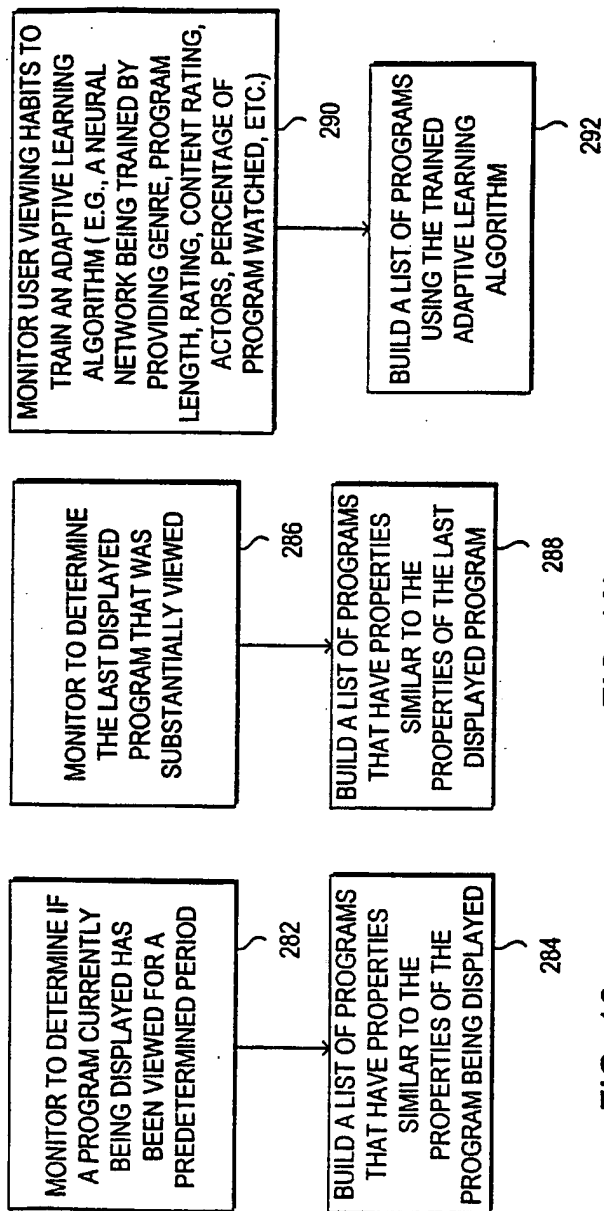 MONITOR TO DETERMINE IF
A PROGRAM CURRENTLY
BEING DISPLAYED HAS
BEEN VIEWED FOR A
PREDETERMINED PERIOD
282
BUILD A LIST OF PROGRAMS
THAT HAVE PROPERTIES
SIMILAR TO THE
PROPERTIES OF THE
PROGRAM BEING DISPLAYED
284
MONITOR TO DETERMINE
THE LAST DISPLAYED
PROGRAM THAT WAS
SUBSTANTIALLY VIEWED
286
BUILD A LIST OF PROGRAMS
THAT HAVE PROPERTIES
SIMILAR TO THE
PROPERTIES OF THE LAST
DISPLAYED PROGRAM
288
MONITOR USER VIEWING HABITS TO
TRAIN AN ADAPTIVE LEARNING
ALGORITHM ( E.G., A NEURAL
NETWORK BEING TRAINED BY
PROVIDING GENRE, PROGRAM
LENGTH, RATING, CONTENT RATING,
ACTORS, PERCENTAGE OF
PROGRAM WATCHED, ETC.)
290
BUILD A LIST OF PROGRAMS
USING THE TRAINED
ADAPTIVE LEARNING
ALGORITHM
292